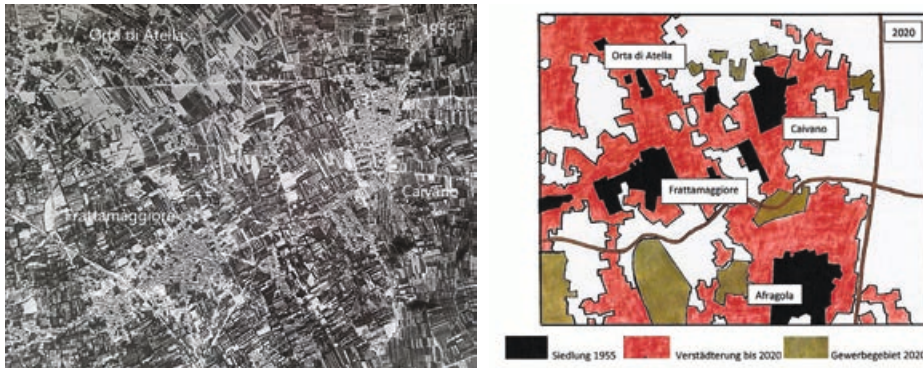 Orta di Atella
1955
Caivano
Frattamaggiore
2020
Orta di Atella
Caivano
Frattamaggiore
Afragola
Siedlung 1955
Verstädterung bis 2020
Gewerbegebiet 2020